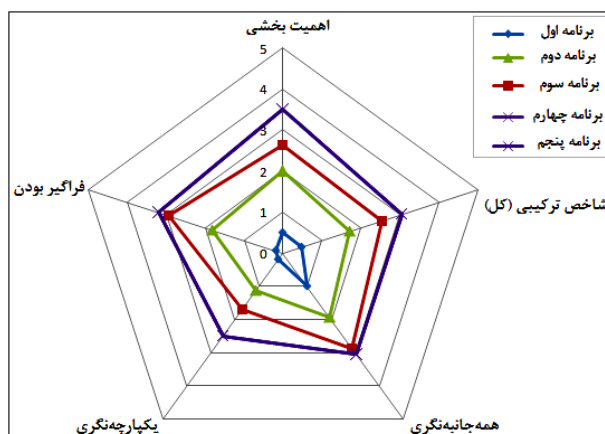 اهمیت بخشی
برنامه اول
برنامه دوم
برنامه سوم
برنامه چهارم
برنامه پنجم
5
4
3
2
1
0
فراگیر بودن
شاخص ترکیبی (کل)
یکپارچه‌نگری
همه‌جانبه‌نگری